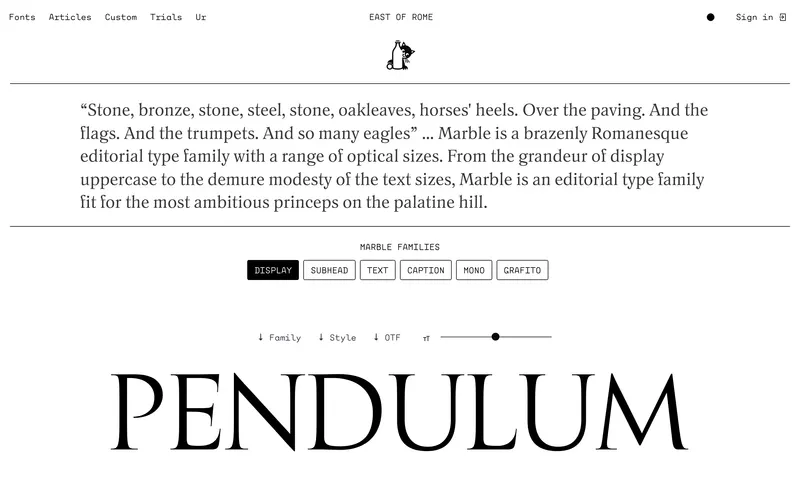 Fonts Articles Custom Trials Ur EAST OF ROME Sign in
“Stone, bronze, stone, steel, stone, oakleaves, horses' heels. Over the paving. And the
flags. And the trumpets. And so many eagles” ... Marble is a brazenly Romanesque
editorial type family with a range of optical sizes. From the grandeur of display
uppercase to the demure modesty of the text sizes, Marble is an editorial type family
fit for the most ambitious princeps on the palatine hill.
MARBLE FAMILIES
DISPLAY SUBHEAD TEXT CAPTION MONO GRAFITO
↓ Family ↓ Style ↓ OTF TT
PENDULUM